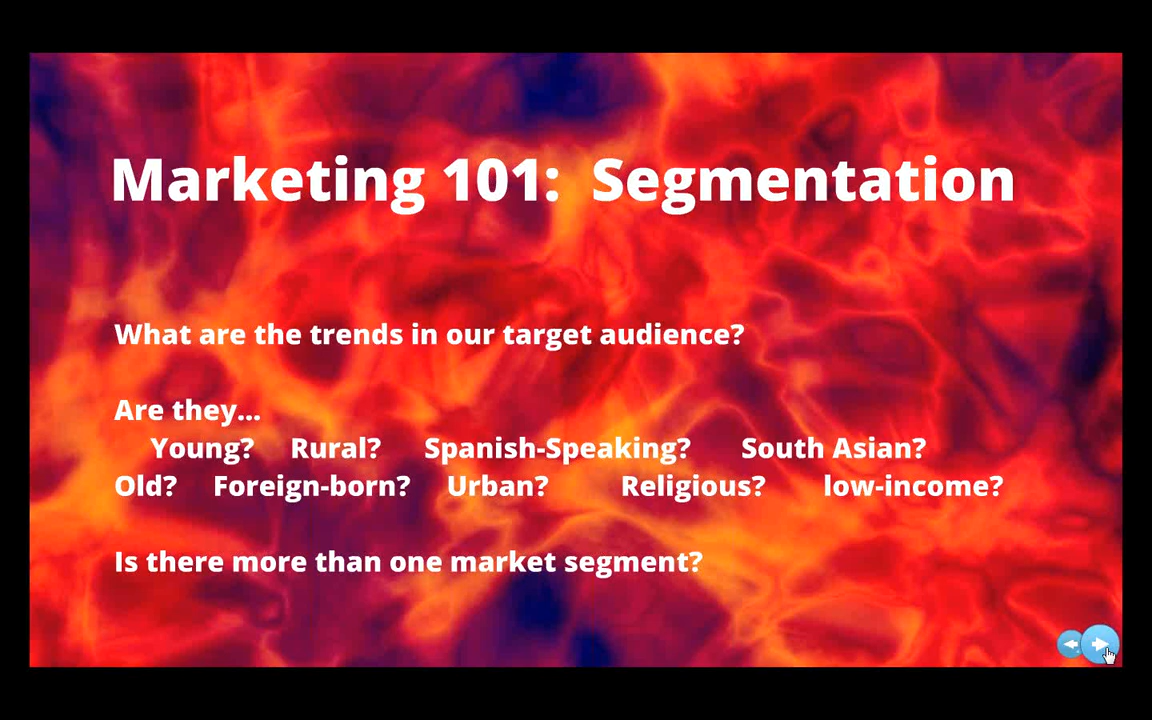 Marketing 101: Segmentation
What are the trends in our target audience?
Are they...
Young? Rural? Spanish-Speaking? South Asian?
Old? Foreign-born? Urban? Religious? low-income?
Is there more than one market segment?